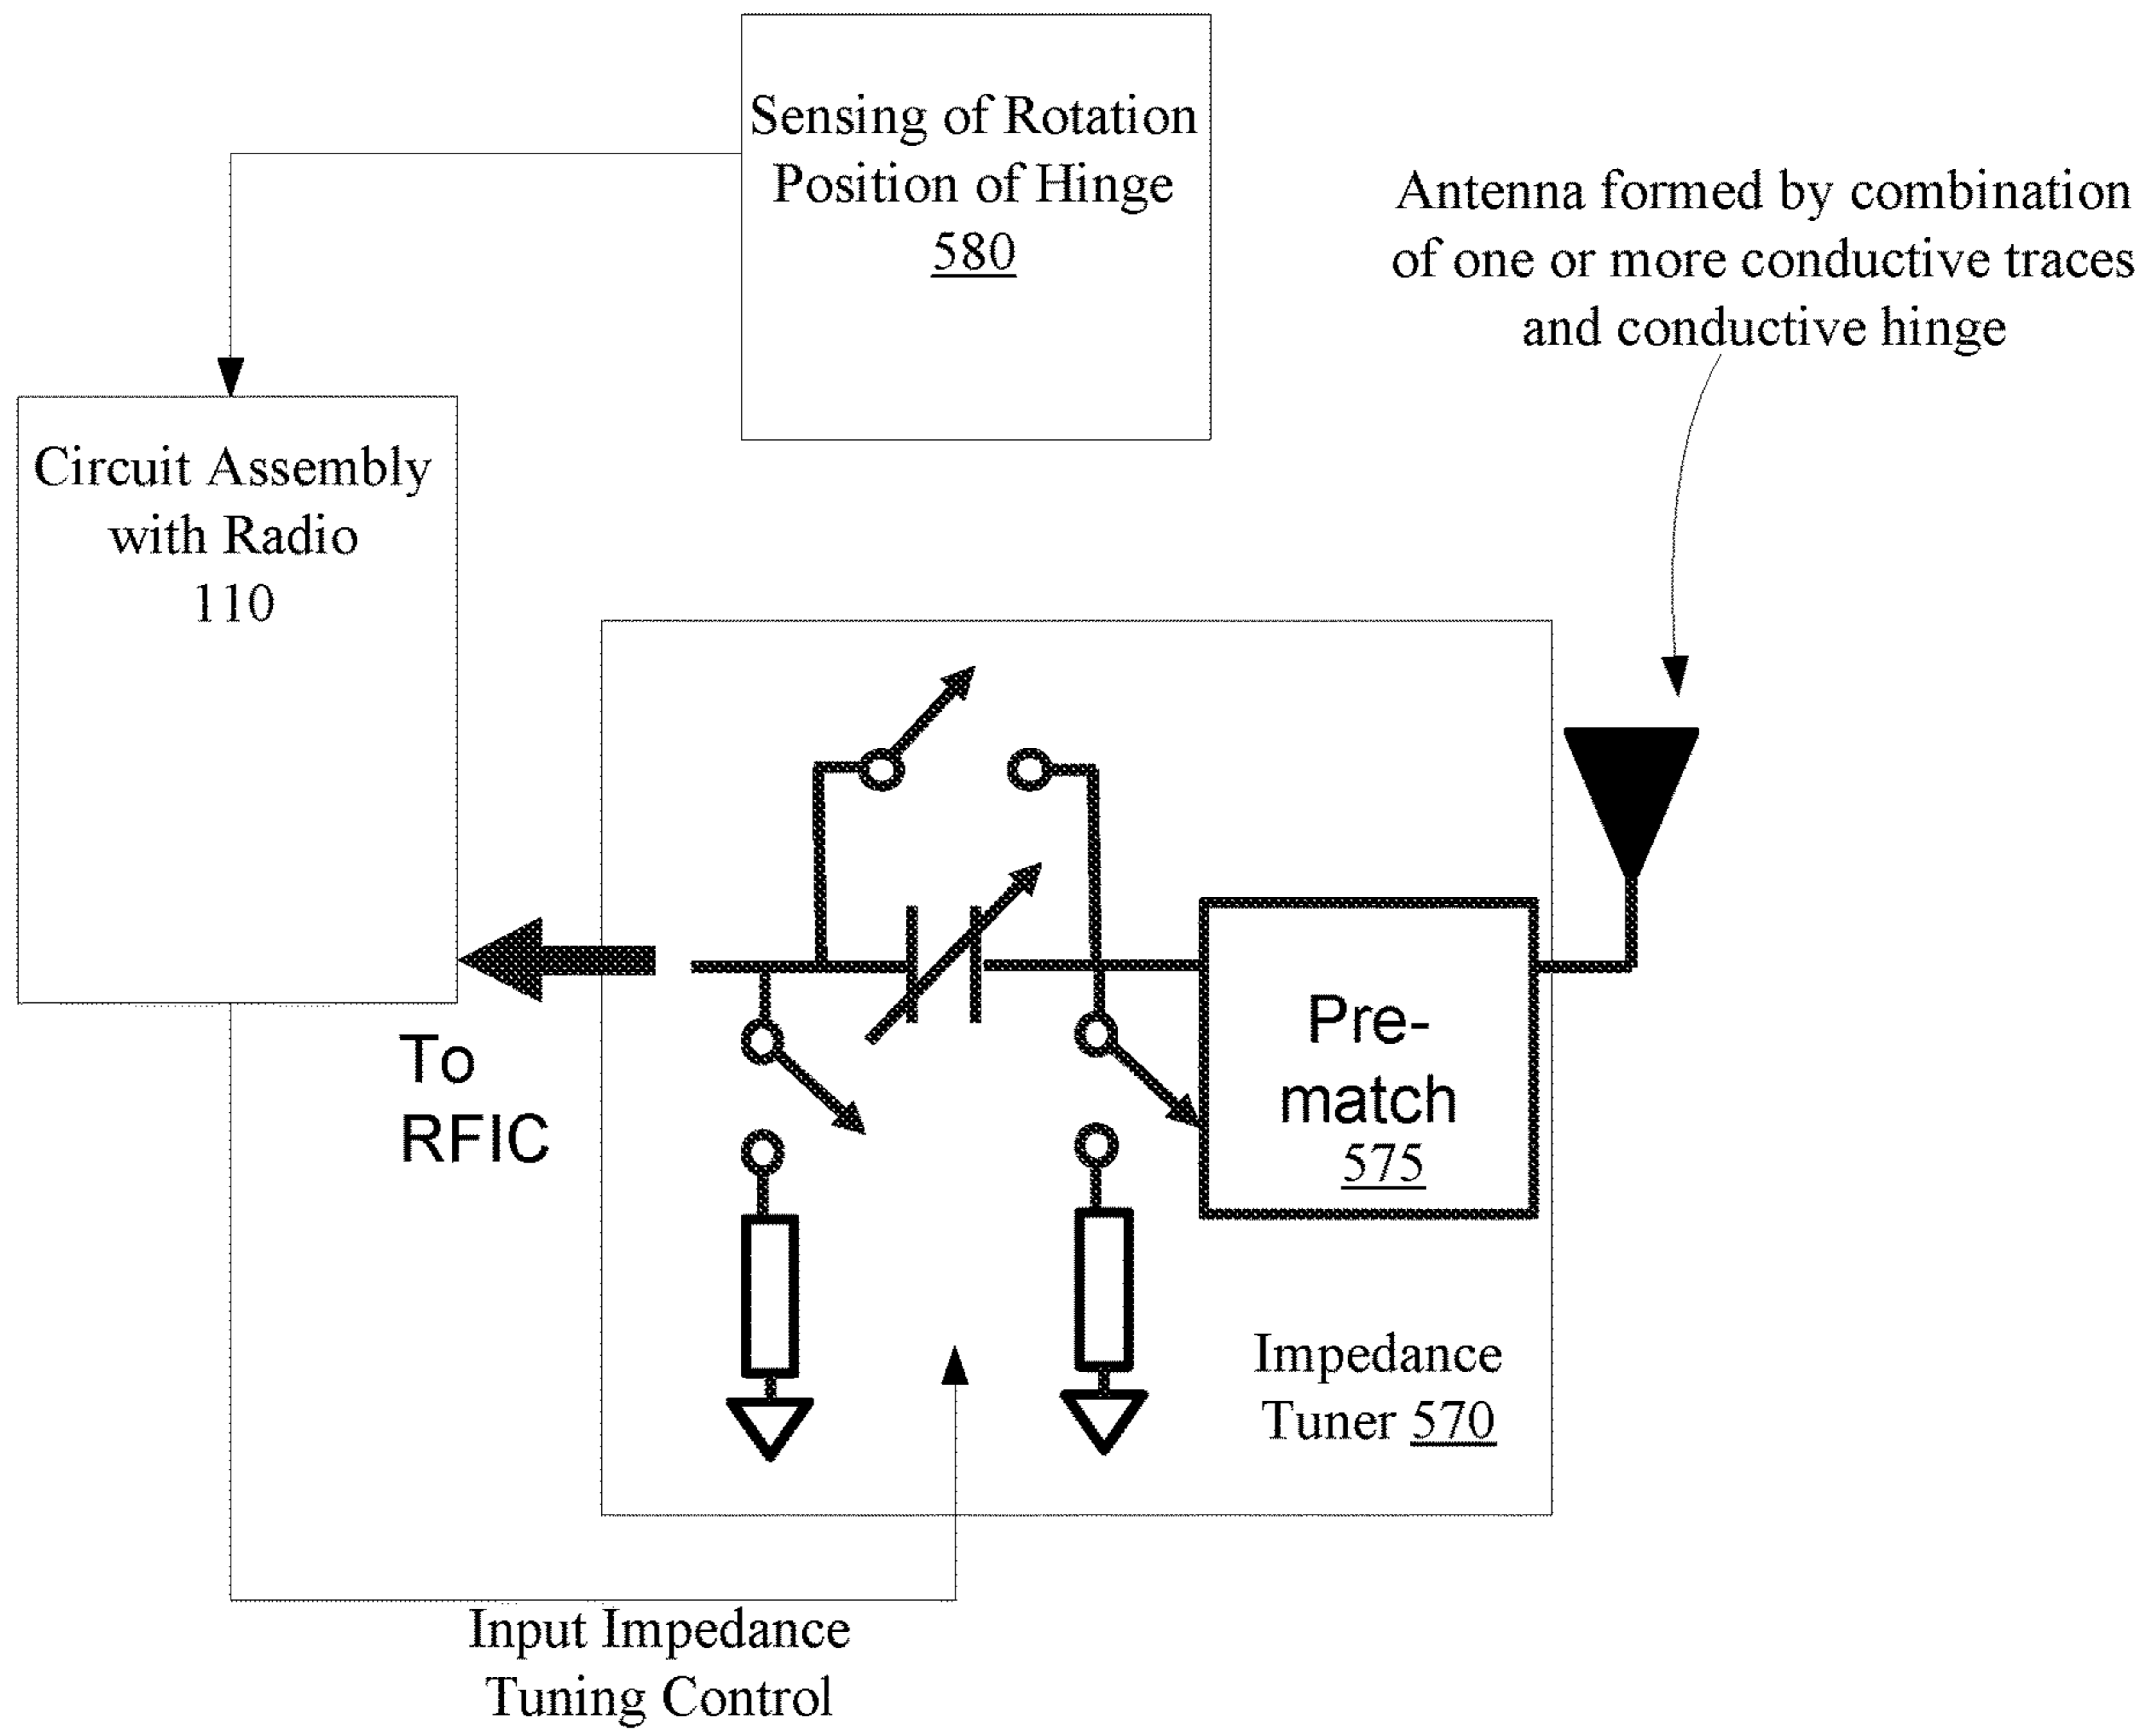 Sensing of Rotation
Position of Hinge
580
Antenna formed by combination
of one or more conductive traces
and conductive hinge
Circuit Assembly
with Radio
110
To
RFIC
Pre-
match
575
Impedance
Tuner 570
Input Impedance
Tuning Control